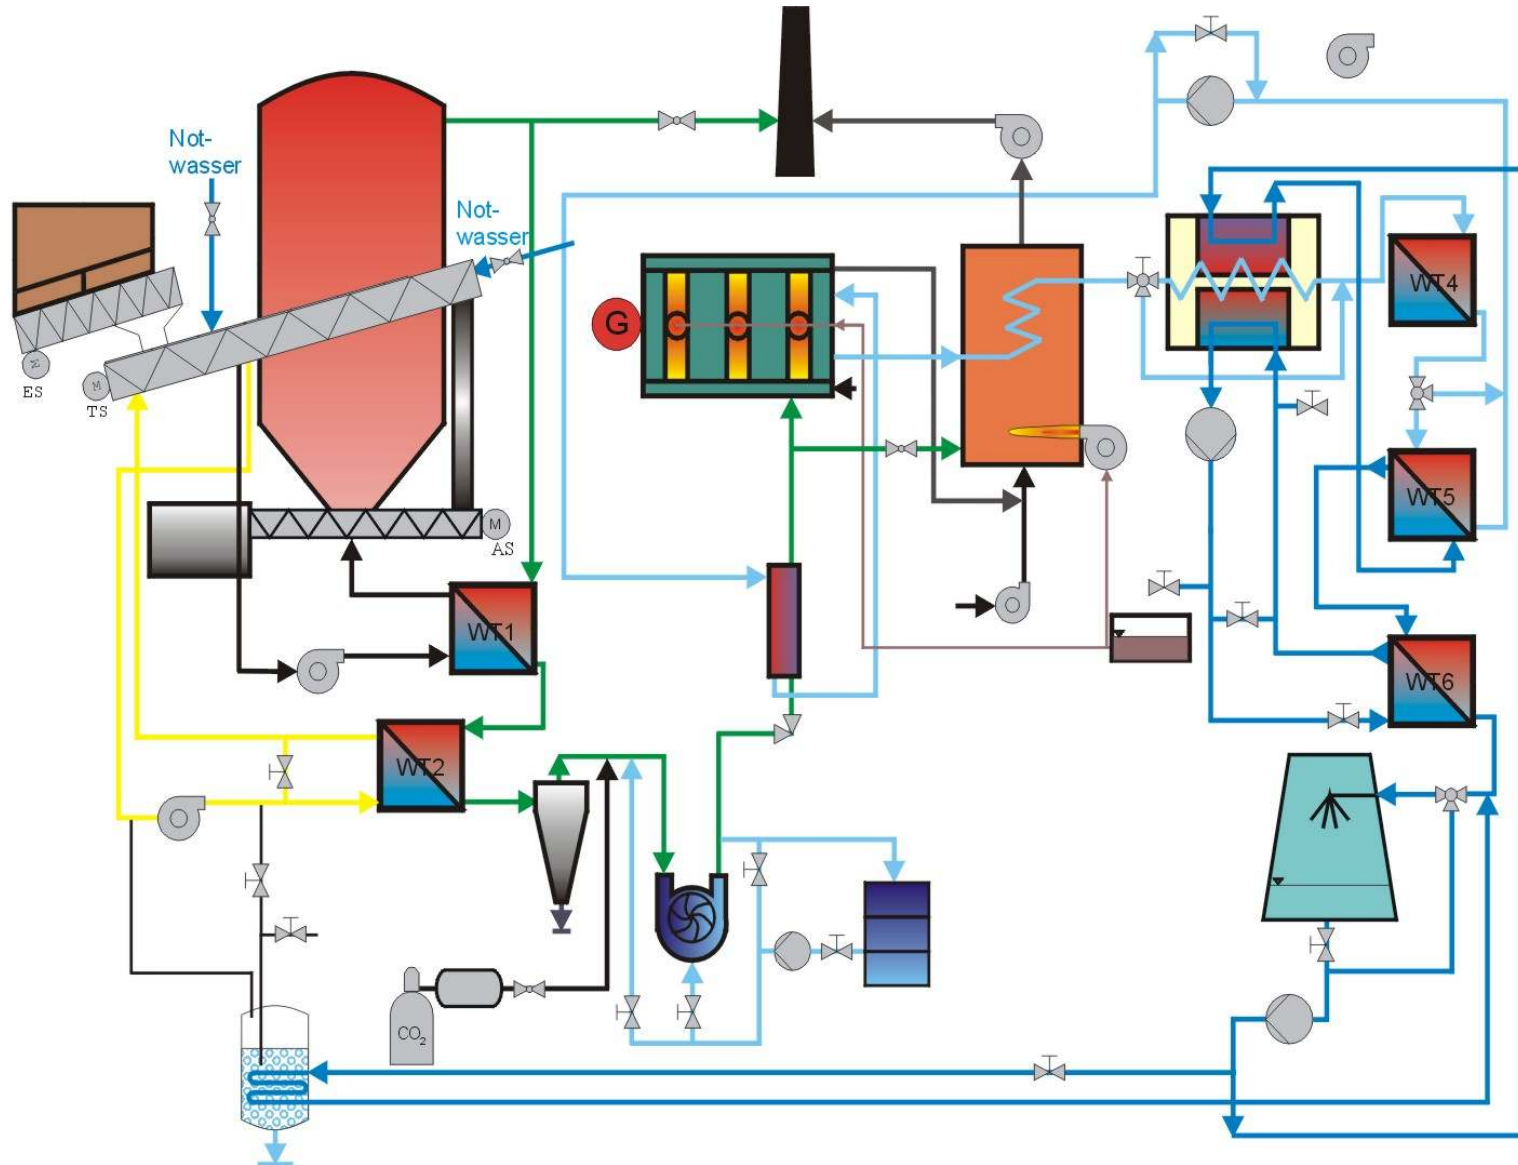 Not-
wasser
Not-
wasser
G
WT4
M
ES
M
TS
WT5
M
AS
WT1
WT6
WT2
CO₂